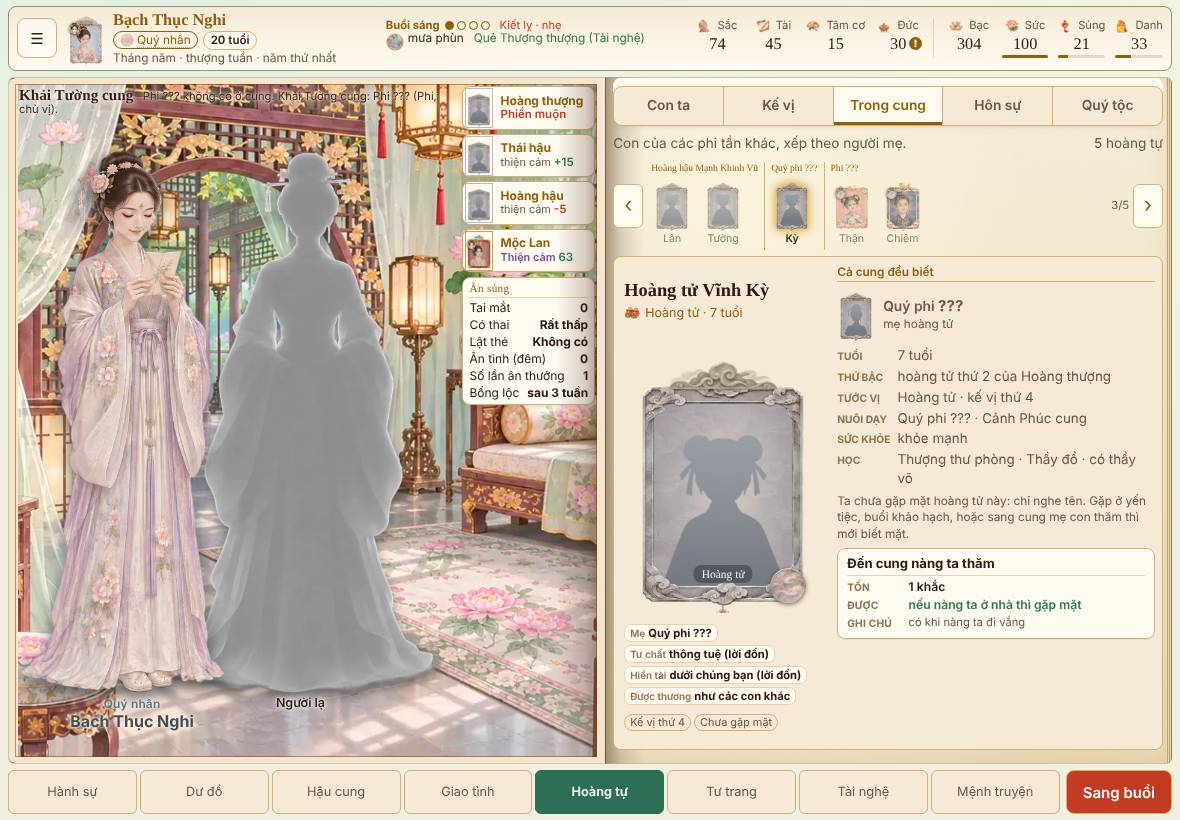 ☰
Bạch Thục Nghi
Quý nhân
20 tuổi
Tháng năm · thượng tuần · năm thứ nhất
Buổi sáng
Kiết lỵ · nhẹ
mưa phùn
Quẻ Thượng thượng (Tài nghệ)
Sắc
74
Tài
45
Tâm cơ
15
Đức
30
Bạc
304
Sức
100
Sủng
21
Danh
33
Khải Tường cung
Phi ??? không có ở cung. Khải Tường cung: Phi ??? (Phi, chủ vị).
Hoàng thượng
Phiền muộn
Thái hậu
thiện cảm +15
Hoàng hậu
thiện cảm -5
Mộc Lan
Thiện cảm 63
Ân sủng
Tai mắt 0
Có thai Rất thấp
Lật thẻ Không có
Ân tình (đêm) 0
Số lần ân thưởng 1
Bổng lộc sau 3 tuần
Quý nhân
Bạch Thục Nghi
Người lạ
Con ta
Kế vị
Trong cung
Hôn sự
Quý tộc
Con của các phi tần khác, xếp theo người mẹ.
5 hoàng tự
Hoàng hậu Mạnh Khinh Vũ
Quý phi ???
Phi ???
‹
Lân
Tường
Kỳ
Thận
Chiêm
3/5
›
Hoàng tử Vĩnh Kỳ
Hoàng tử · 7 tuổi
Hoàng tử
Mẹ Quý phi ???
Tư chất thông tuệ (lời đồn)
Hiển tài dưới chúng bạn (lời đồn)
Được thương như các con khác
Kế vị thứ 4
Chưa gặp mặt
Cả cung đều biết
Quý phi ???
mẹ hoàng tử
TUỔI 7 tuổi
THỨ BẬC hoàng tử thứ 2 của Hoàng thượng
TƯỚC VỊ Hoàng tử · kế vị thứ 4
NUÔI DẠY Quý phi ??? · Cảnh Phúc cung
SỨC KHỎE khỏe mạnh
HỌC Thượng thư phòng · Thầy đồ · có thầy
võ
Ta chưa gặp mặt hoàng tử này: chỉ nghe tên. Gặp ở yến
tiệc, buổi khảo hạch, hoặc sang cung mẹ con thăm thì
mới biết mặt.
Đến cung nàng ta thăm
TỐN 1 khắc
ĐƯỢC nếu nàng ta ở nhà thì gặp mặt
GHI CHÚ có khi nàng ta đi vắng
Hành sự
Dư đồ
Hậu cung
Giao tình
Hoàng tự
Tư trang
Tài nghệ
Mệnh truyện
Sang buổi